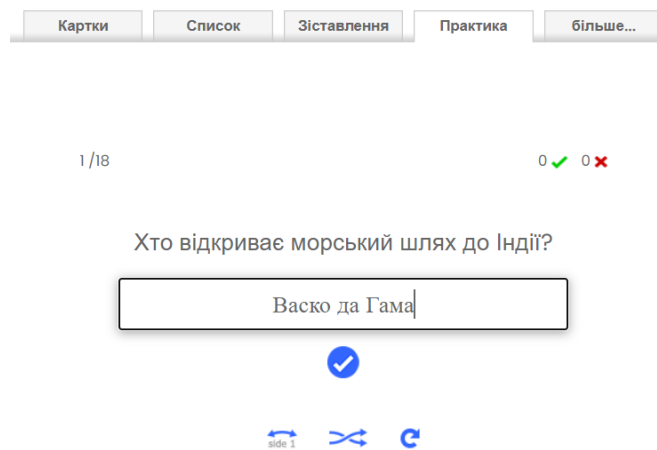 Картки Список Зіставлення Практика більше...
1 /18 0 0
Хто відкриває морський шлях до Індії?
Васко да Гама
side 1